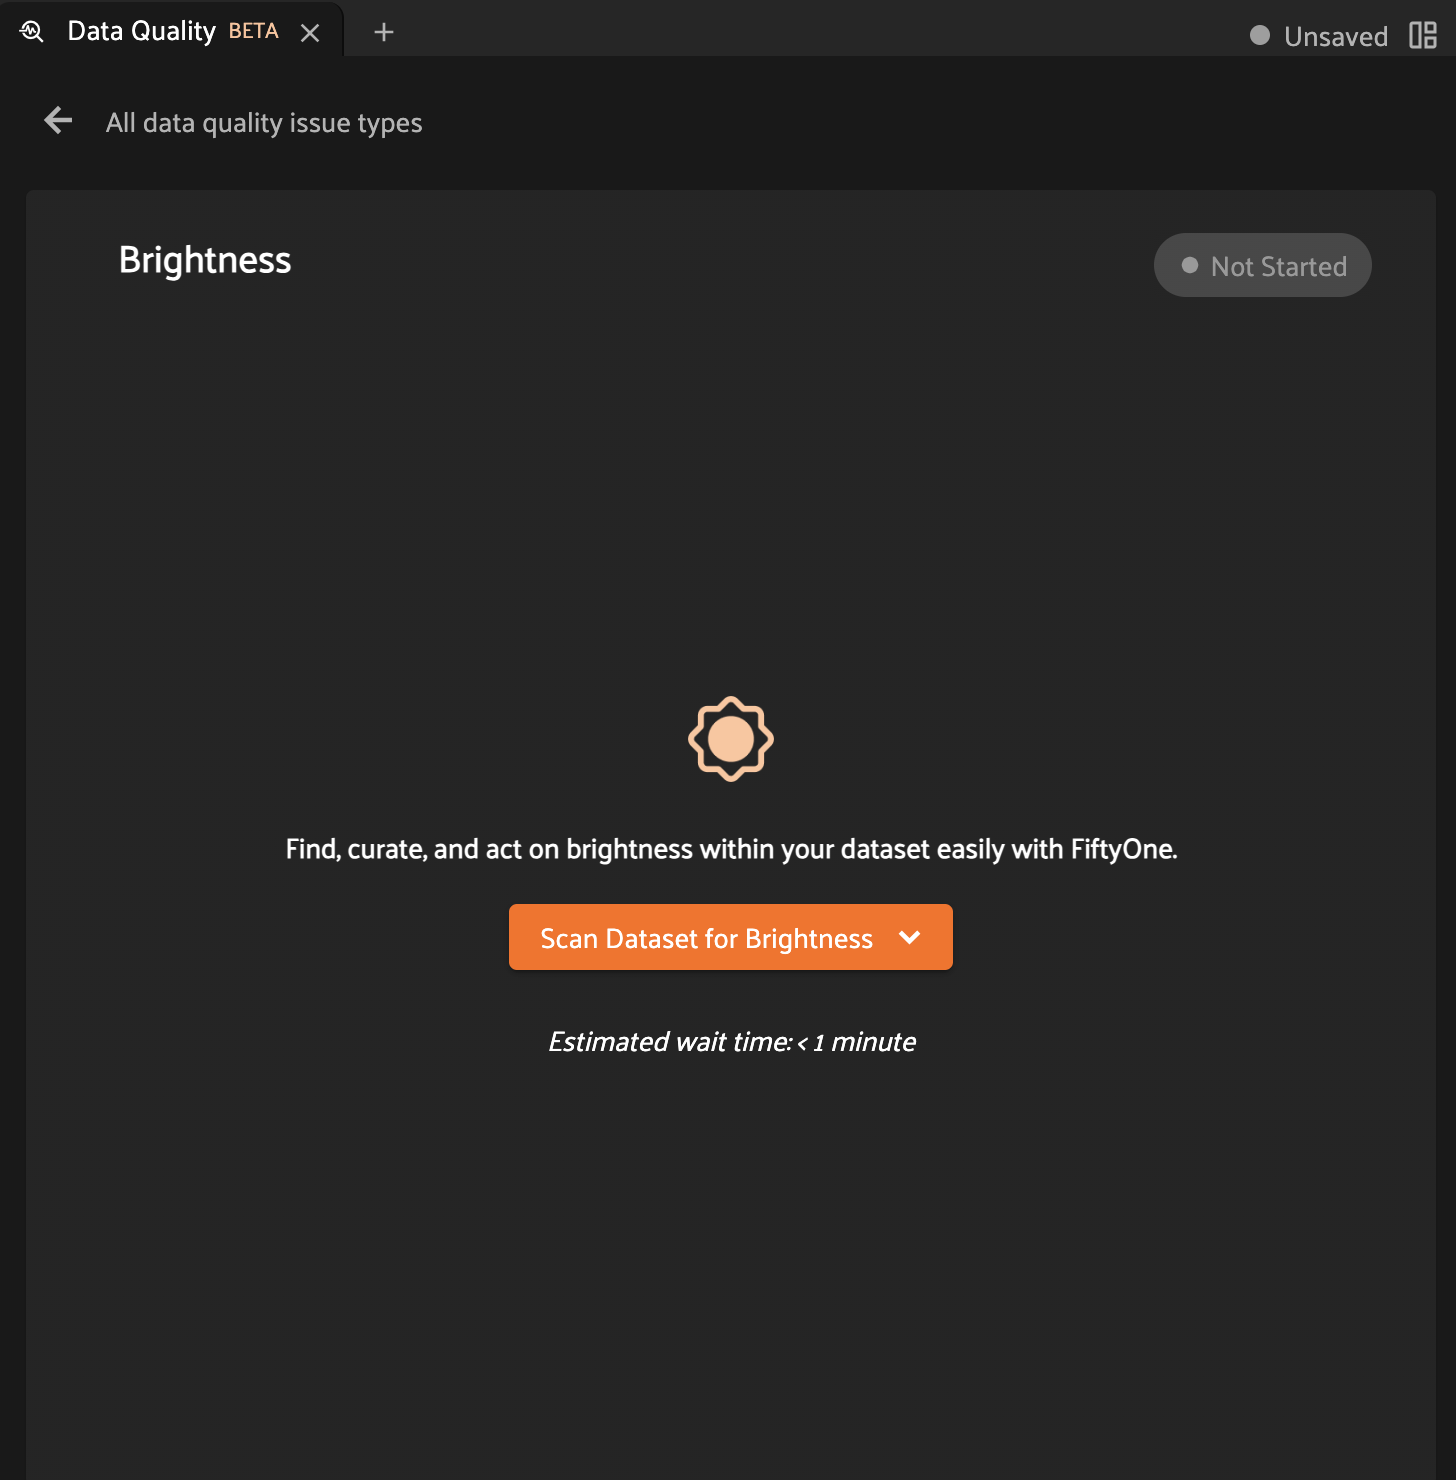 Data Quality BETA
Unsaved
All data quality issue types
Brightness
Not Started
Find, curate, and act on brightness within your dataset easily with FiftyOne.
Scan Dataset for Brightness
Estimated wait time: < 1 minute